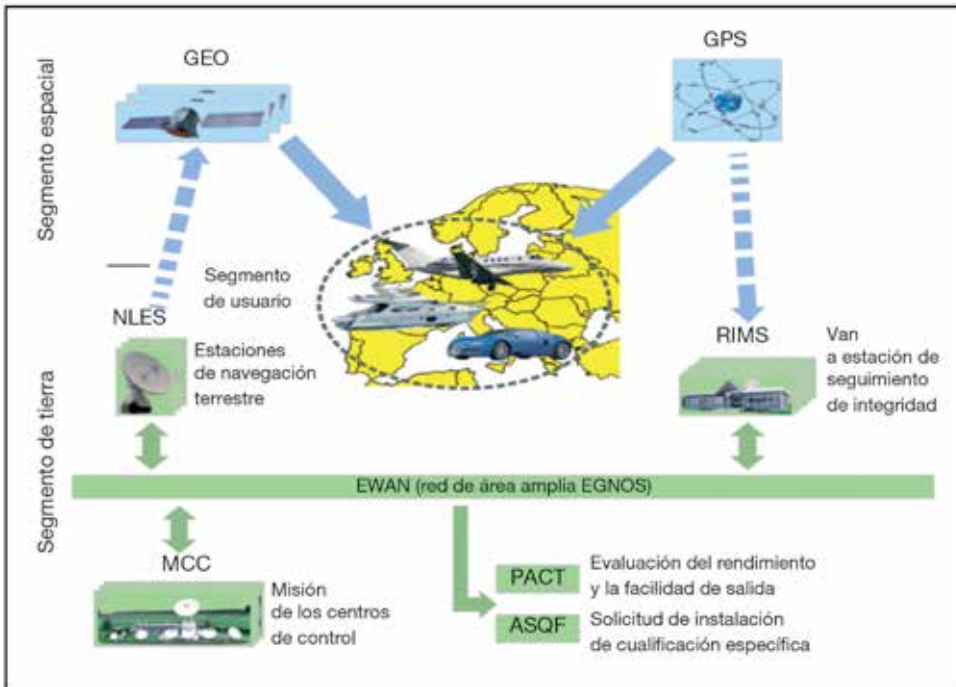 Segmento espacial
GEO
GPS
Segmento
de usuario
NLES
Estaciones
de navegación
terrestre
RIMS
Van
a estación de
seguimiento
de integridad
Segmento de tierra
EWAN (red de área amplia EGNOS)
MCC
Misión
de los centros
de control
PACT
Evaluación del rendimiento
y la facilidad de salida
ASQF
Solicitud de instalación
de cualificación específica